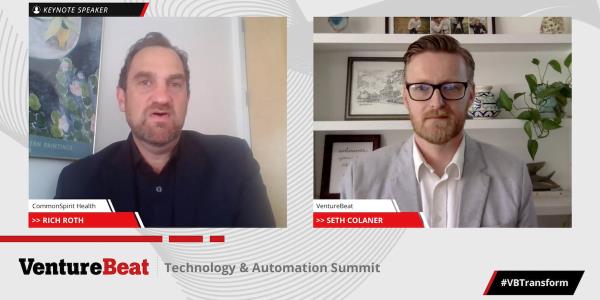 KEYNOTE SPEAKER
CommonSpirit Health
>> RICH ROTH
VentureBeat
>> SETH COLANER
VentureBeat Technology & Automation Summit
#VBTransform